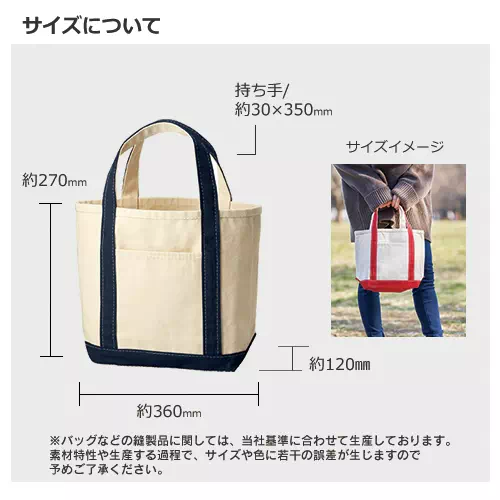 サイズについて
持ち手/
約30×350mm
サイズイメージ
約270mm
約120㎜
約360mm
※バッグなどの縫製品に関しては、当社基準に合わせて生産しております。
素材特性や生産する過程で、サイズや色に若干の誤差が生じますので
予めご了承ください。